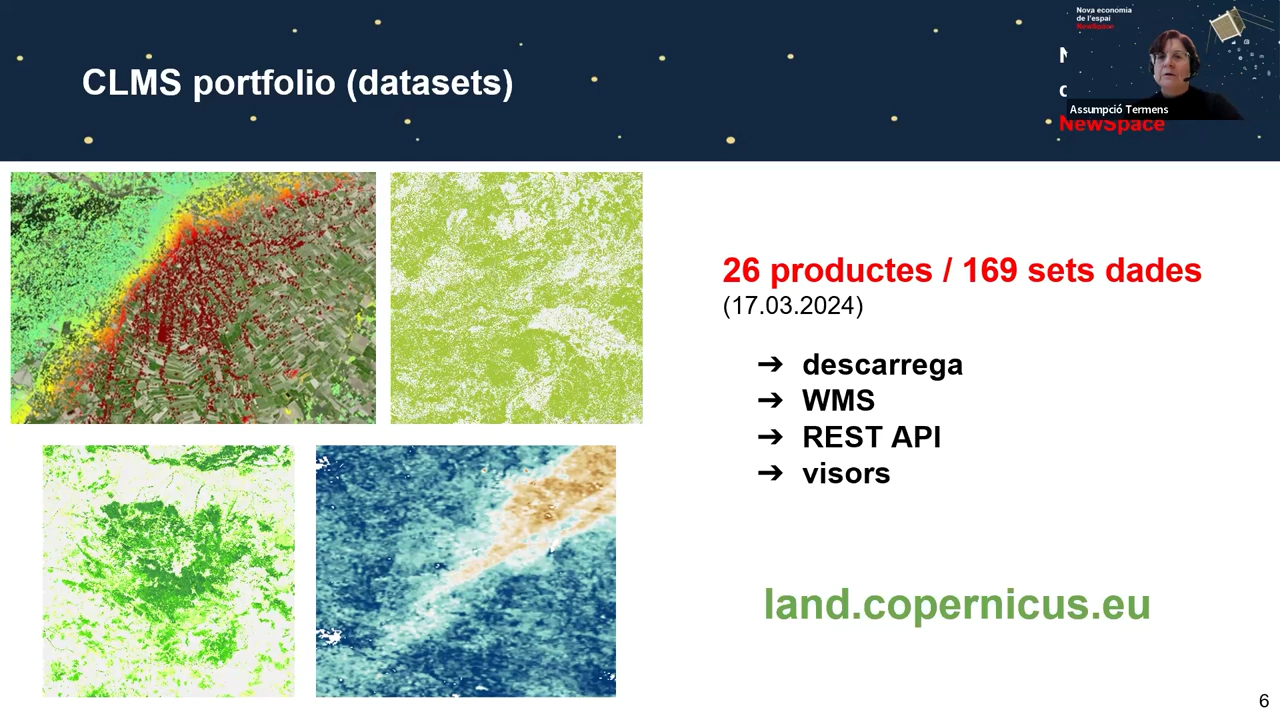 CLMS portfolio (datasets)
Nova economia
de l'espai
NewSpace
Assumpció Termens
NewSpace
26 productes / 169 sets dades
(17.03.2024)
➔ descarrega
➔ WMS
➔ REST API
➔ visors
land.copernicus.eu
6